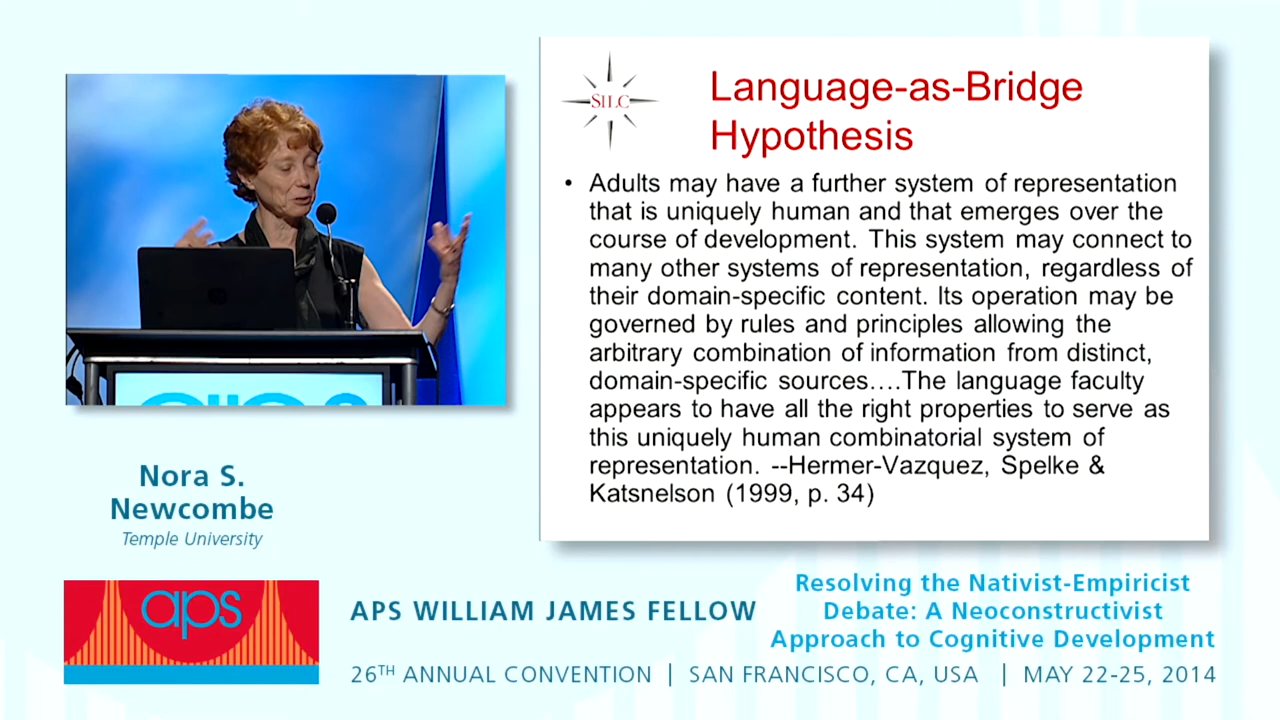 SILC
Language-as-Bridge
Hypothesis
• Adults may have a further system of representation
that is uniquely human and that emerges over the
course of development. This system may connect to
many other systems of representation, regardless of
their domain-specific content. Its operation may be
governed by rules and principles allowing the
arbitrary combination of information from distinct,
domain-specific sources….The language faculty
appears to have all the right properties to serve as
this uniquely human combinatorial system of
representation. --Hermer-Vazquez, Spelke &
Katsnelson (1999, p. 34)
Nora S.
Newcombe
Temple University
aps
APS WILLIAM JAMES FELLOW
Resolving the Nativist-Empiricist
Debate: A Neoconstructivist
Approach to Cognitive Development
26TH ANNUAL CONVENTION | SAN FRANCISCO, CA, USA | MAY 22-25, 2014